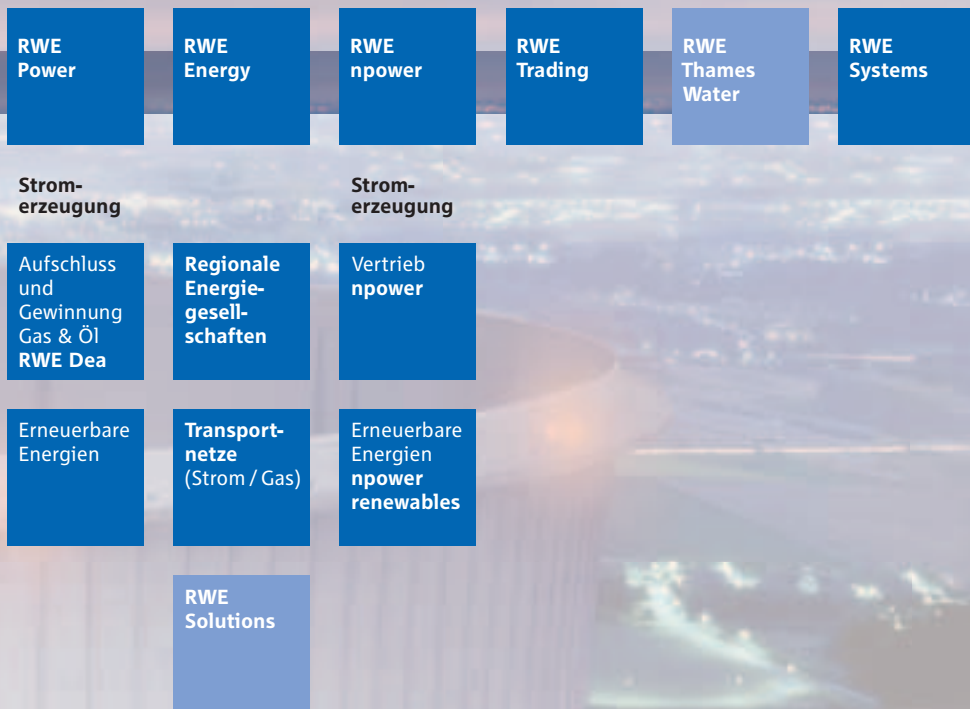 RWE
Power
RWE
Energy
RWE
npower
RWE
Trading
RWE
Thames
Water
RWE
Systems
Strom-
erzeugung
Strom-
erzeugung
Aufschluss
und
Gewinnung
Gas & Öl
RWE Dea
Regionale
Energie-
gesell-
schaften
Vertrieb
npower
Erneuerbare
Energien
Transport-
netze
(Strom / Gas)
Erneuerbare
Energien
npower
renewables
RWE
Solutions